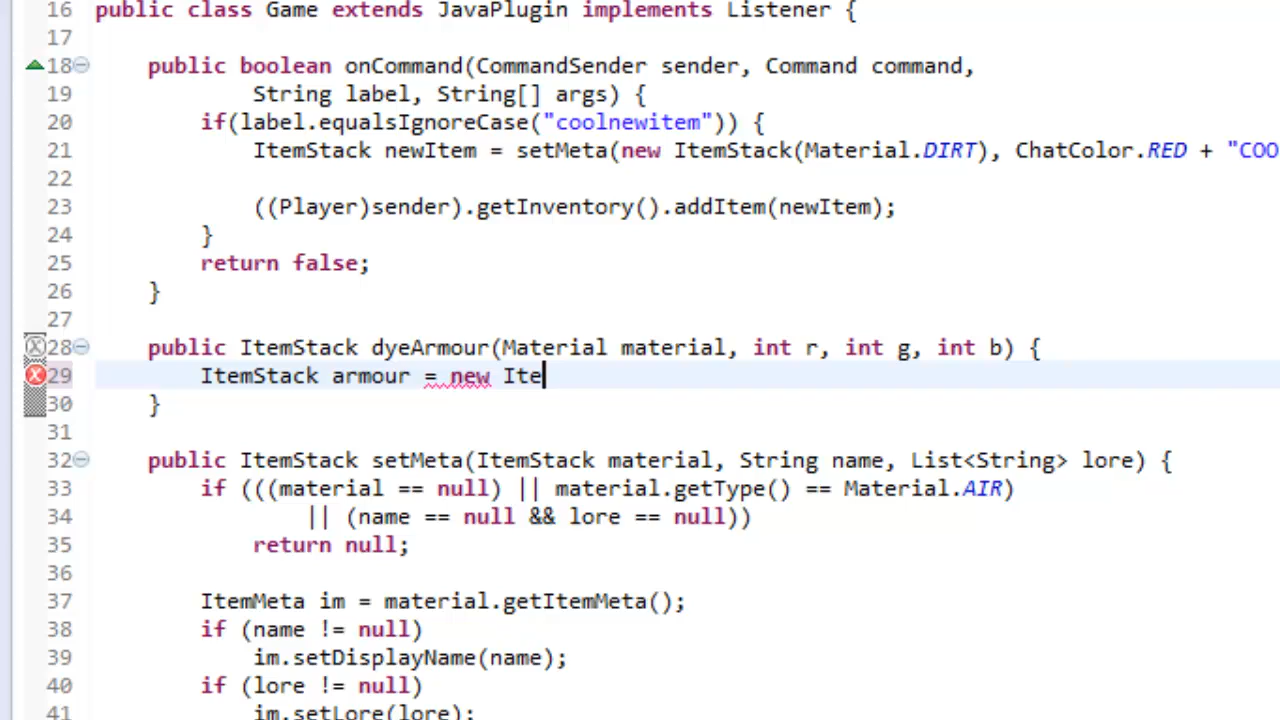 16 public class Game extends JavaPlugin implements Listener {
17
18 public boolean onCommand(CommandSender sender, Command command,
19 String label, String[] args) {
20 if(label.equalsIgnoreCase("coolnewitem")) {
21 ItemStack newItem = setMeta(new ItemStack(Material.DIRT), ChatColor.RED + "COO
22
23 ((Player)sender).getInventory().addItem(newItem);
24 }
25 return false;
26 }
27
28 public ItemStack dyeArmour(Material material, int r, int g, int b) {
29 ItemStack armour = new Ite
30 }
31
32 public ItemStack setMeta(ItemStack material, String name, List<String> lore) {
33 if (((material == null) || material.getType() == Material.AIR)
34 || (name == null && lore == null))
35 return null;
36
37 ItemMeta im = material.getItemMeta();
38 if (name != null)
39 im.setDisplayName(name);
40 if (lore != null)
41 im.setLore(lore);